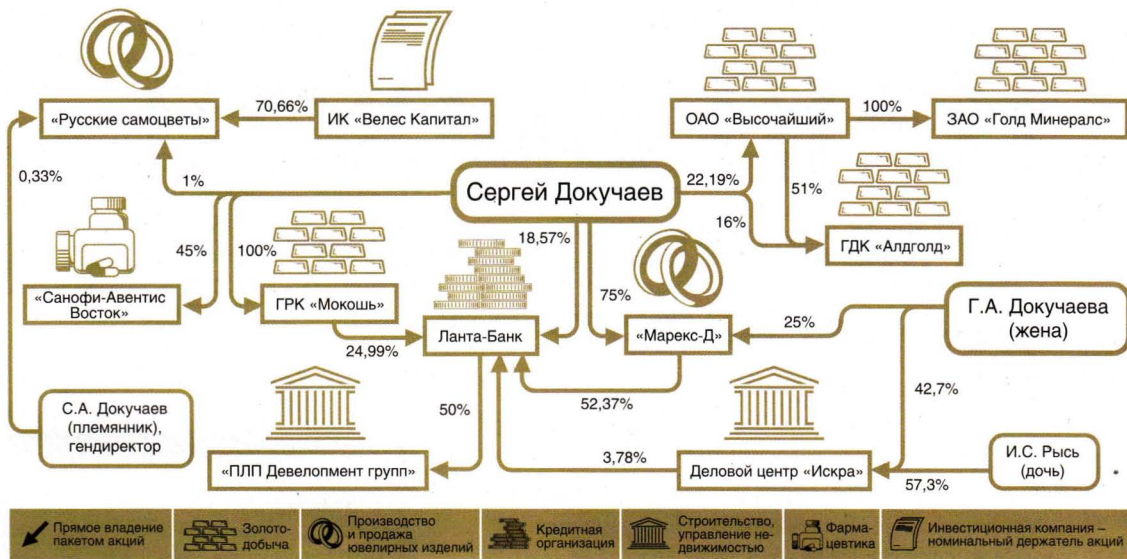 «Русские самоцветы»
70,66%
ИК «Велес Капитал»
ОАО «Высочайший»
100%
ЗАО «Голд Минералс»
0,33%
1%
Сергей Докучаев
22,19%
51%
16%
ГДК «Алдголд»
45%
100%
18,57%
75%
«Санофи-Авентис
Восток»
ГРК «Мокошь»
24,99%
Ланта-Банк
«Марекс-Д»
25%
Г.А. Докучаева
(жена)
52,37%
42,7%
50%
С.А. Докучаев
(племянник),
гендиректор
«ПЛП Девелопмент групп»
3,78%
Деловой центр «Искра»
57,3%
И.С. Рысь
(дочь)
Прямое владение
пакетом акций
Золото-
добыча
Производство
и продажа
ювелирных изделий
Кредитная
организация
Строительство,
управление не-
движимостью
Фарма-
цевтика
Инвестиционная компания –
номинальный держатель акций